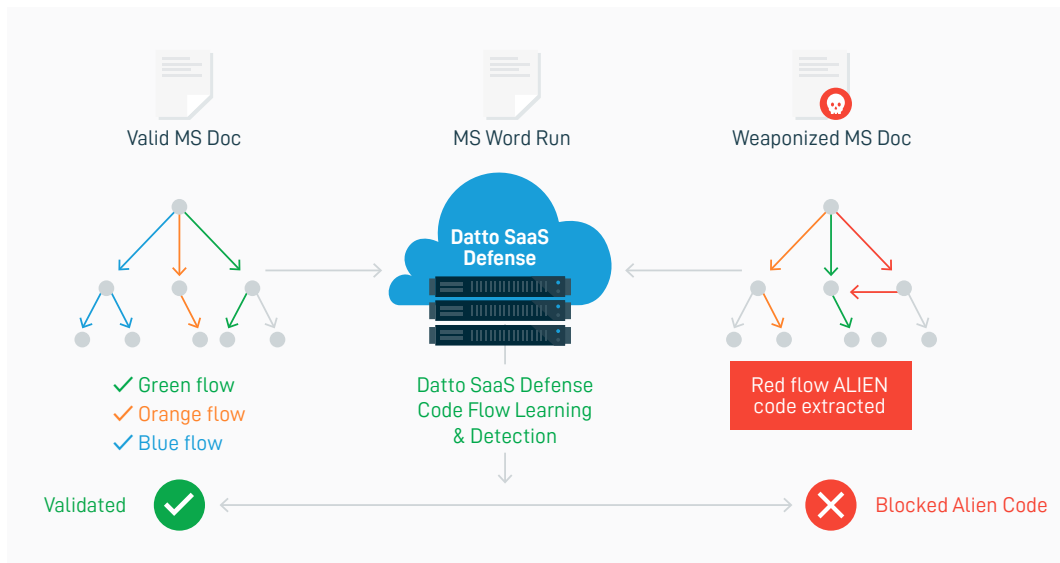 Valid MS Doc
MS Word Run
Weaponized MS Doc
Datto SaaS
Defense
Green flow
Orange flow
Blue flow
Datto SaaS Defense
Code Flow Learning
& Detection
Red flow ALIEN
code extracted
Validated
Blocked Alien Code